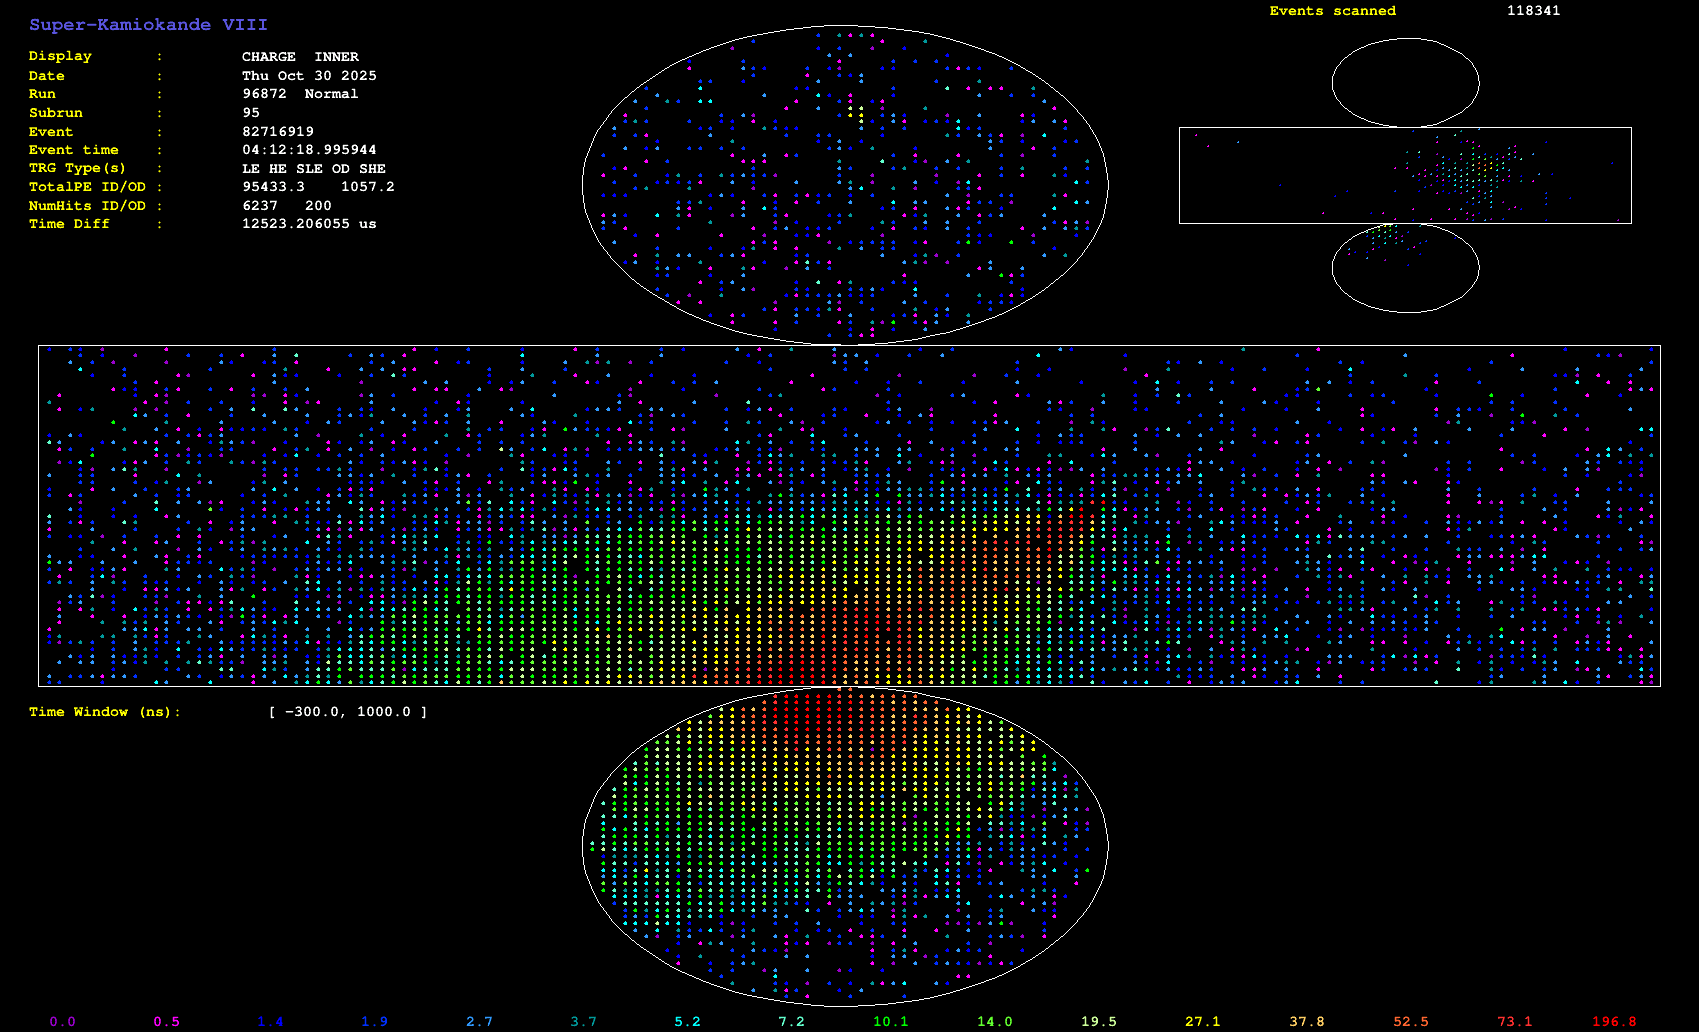 Super-Kamiokande VIII
Display : CHARGE INNER
Date : Thu Oct 30 2025
Run : 96872 Normal
Subrun : 95
Event : 82716919
Event time : 04:12:18.995944
TRG Type(s) : LE HE SLE OD SHE
TotalPE ID/OD : 95433.3 1057.2
NumHits ID/OD : 6237 200
Time Diff : 12523.206055 us
Events scanned 118341
Time Window (ns): [ -300.0, 1000.0 ]
0.0 0.5 1.4 1.9 2.7 3.7 5.2 7.2 10.1 14.0 19.5 27.1 37.8 52.5 73.1 196.8